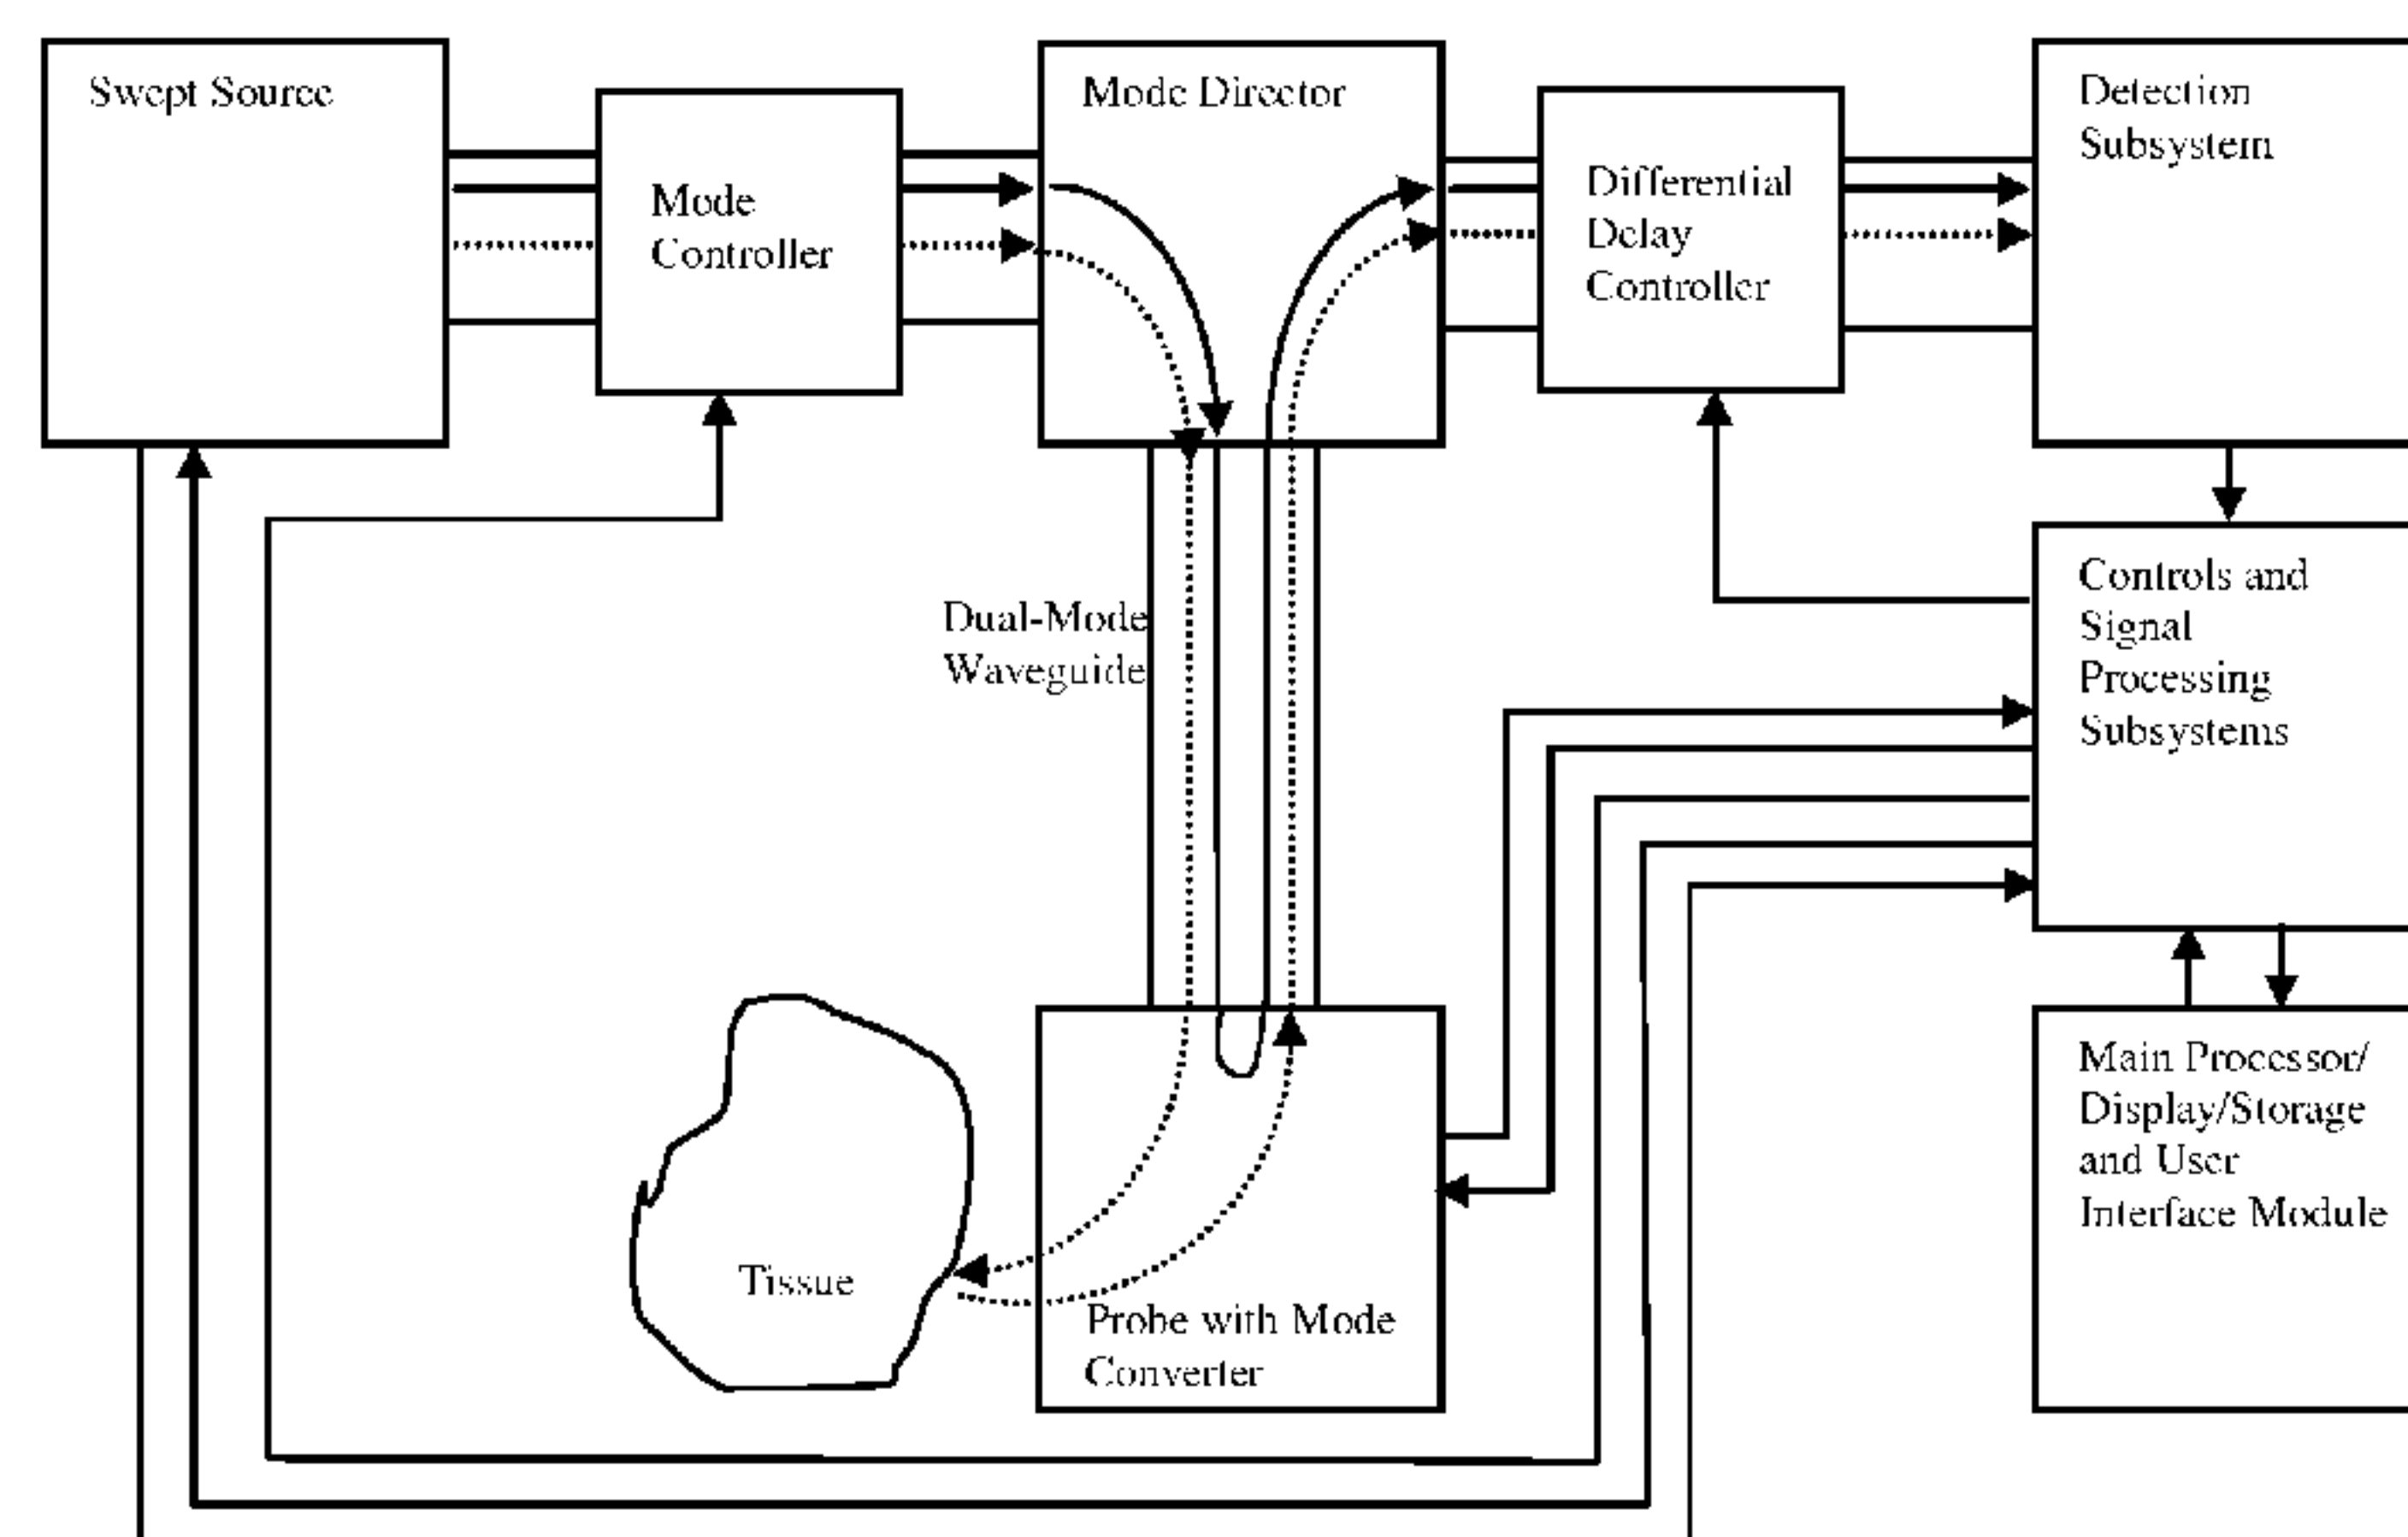 Swept Source
Mode
Controller
Mode Director
Differential
Delay
Controller
Detection
Subsystem
Dual-Mode
Waveguide
Controls and
Signal
Processing
Subsystems
Tissue
Probe with Mode
Converter
Main Processor/
Display/Storage
and User
Interface Module